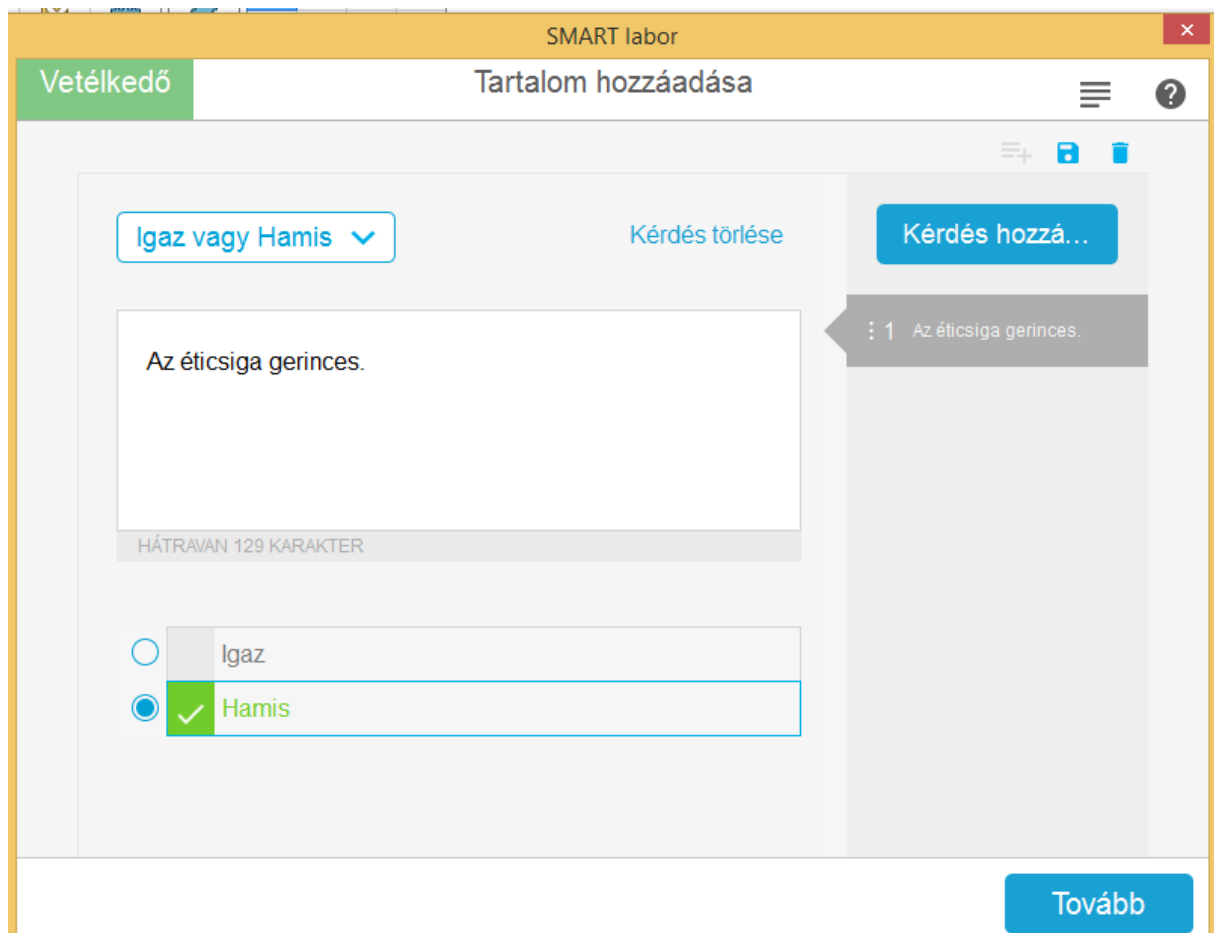 SMART labor
Vetélkedő
Tartalom hozzáadása
Igaz vagy Hamis
Kérdés törlése
Kérdés hozzá...
Az éticsiga gerinces.
1 Az éticsiga gerinces.
HÁTRAVAN 129 KARAKTER
Igaz
Hamis
Tovább